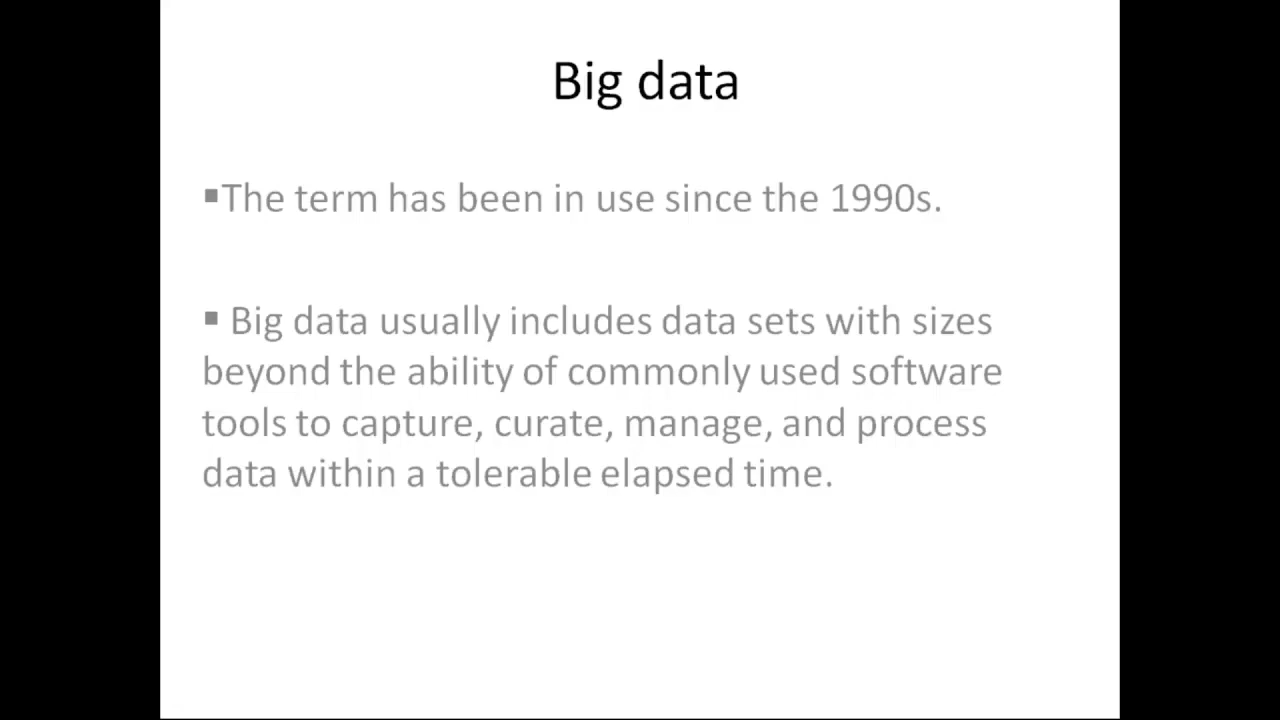 Big data
▪The term has been in use since the 1990s.
▪ Big data usually includes data sets with sizes
beyond the ability of commonly used software
tools to capture, curate, manage, and process
data within a tolerable elapsed time.